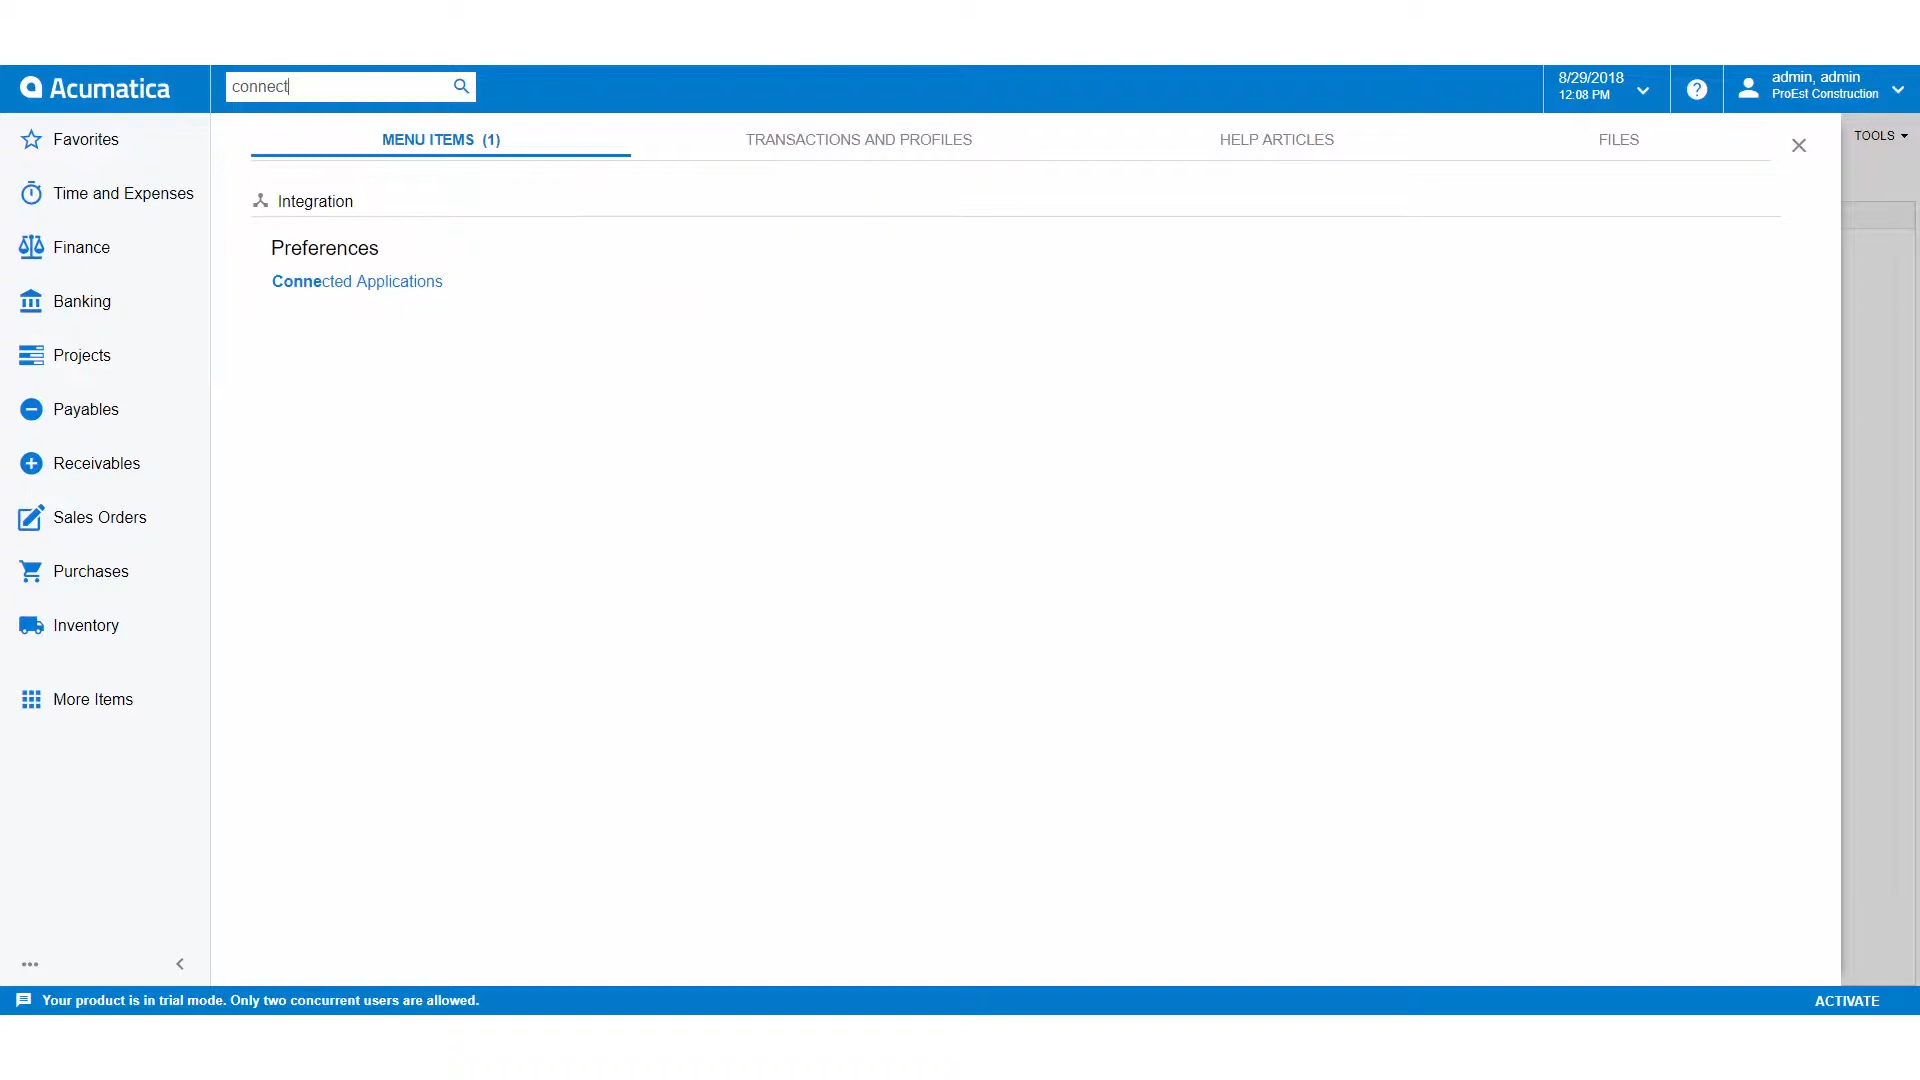 Acumatica
connect
8/29/2018
12:08 PM
?
admin, admin
ProEst Construction
Favorites
Time and Expenses
Finance
Banking
Projects
Payables
Receivables
Sales Orders
Purchases
Inventory
More Items
MENU ITEMS (1)
TRANSACTIONS AND PROFILES
HELP ARTICLES
FILES
TOOLS
Integration
Preferences
Connected Applications
Your product is in trial mode. Only two concurrent users are allowed.
ACTIVATE